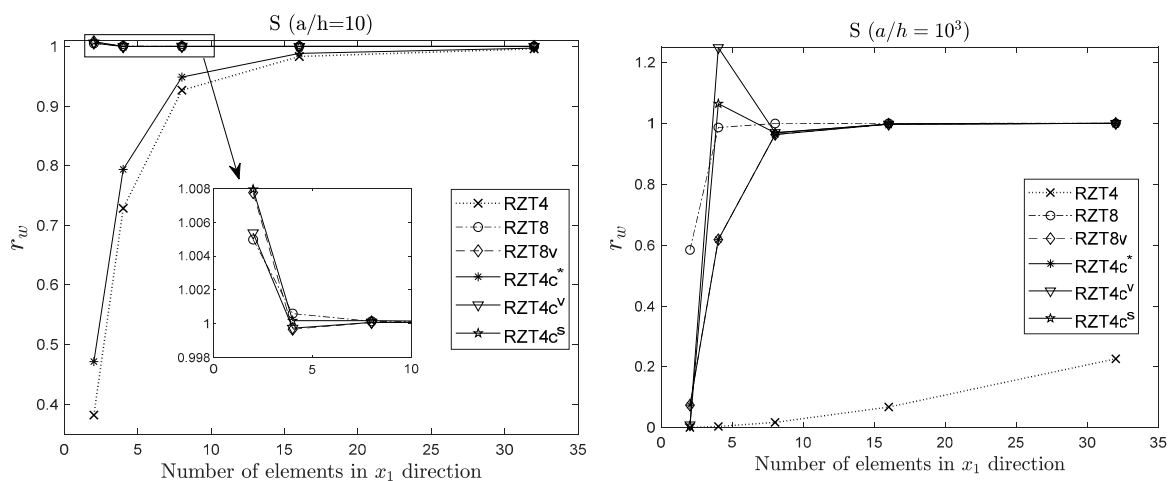 S (a/h=10)
1
0.9
0.8
0.7
0.6
0.5
0.4
r_w
0 5 10 15 20 25 30 35
Number of elements in x₁ direction
1.008
1.006
1.004
1.002
1
0.998
0 5 10
RZT4
RZT8
RZT8v
RZT4c*
RZT4cᵛ
RZT4cˢ
S (a/h = 10³)
1.2
1
0.8
0.6
0.4
0.2
0
r_w
0 5 10 15 20 25 30 35
Number of elements in x₁ direction
RZT4
RZT8
RZT8v
RZT4c*
RZT4cᵛ
RZT4cˢ